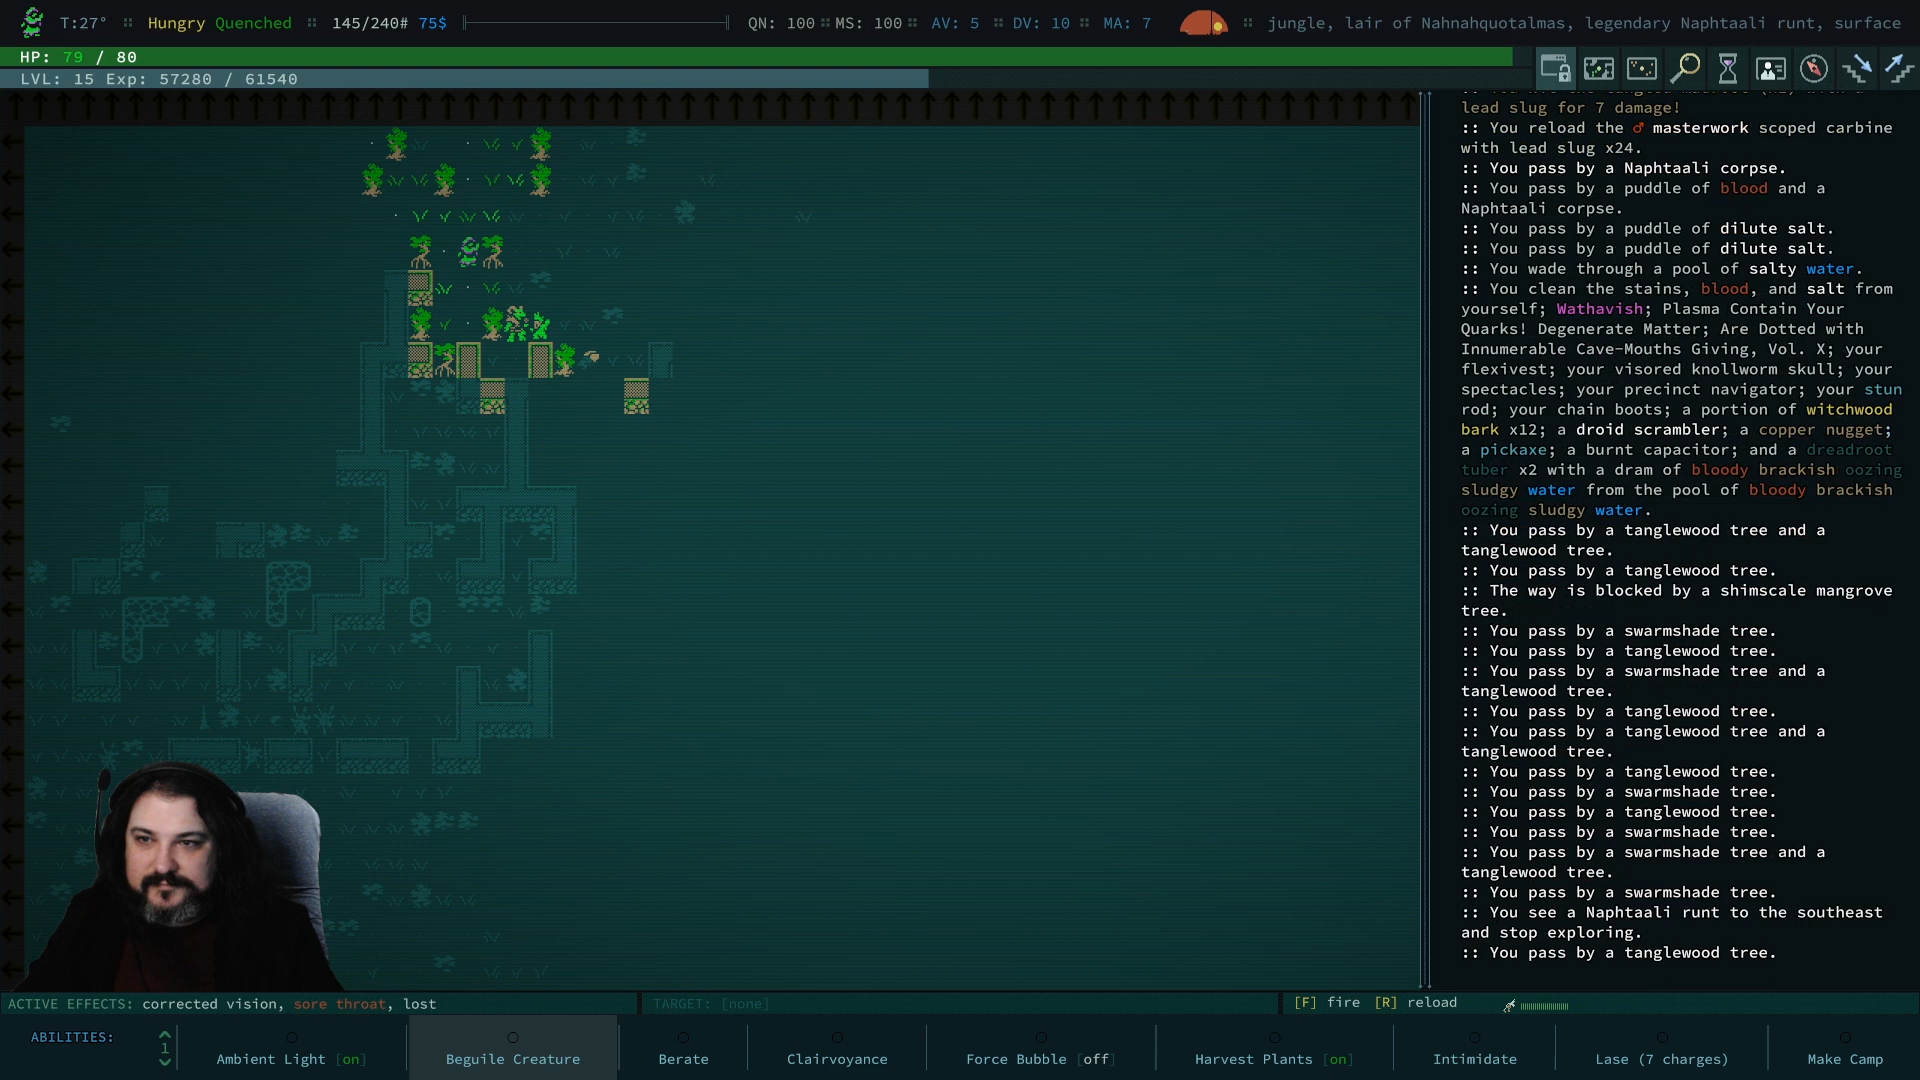 T:27° :: Hungry Quenched :: 145/240# 75$ QN: 100 :: MS: 100 :: AV: 5 :: DV: 10 :: MA: 7 :: jungle, lair of Nahnahquotalmas, legendary Naphtaali runt, surface
HP: 79 / 80
LVL: 15 Exp: 57280 / 61540
lead slug for 7 damage!
:: You reload the ♂ masterwork scoped carbine
with lead slug x24.
:: You pass by a Naphtaali corpse.
:: You pass by a puddle of blood and a
Naphtaali corpse.
:: You pass by a puddle of dilute salt.
:: You pass by a puddle of dilute salt.
:: You wade through a pool of salty water.
:: You clean the stains, blood, and salt from
yourself; Wathavish; Plasma Contain Your
Quarks! Degenerate Matter; Are Dotted with
Innumerable Cave-Mouths Giving, Vol. X; your
flexivest; your visored knollworm skull; your
spectacles; your precinct navigator; your stun
rod; your chain boots; a portion of witchwood
bark x12; a droid scrambler; a copper nugget;
a pickaxe; a burnt capacitor; and a dreadroot
tuber x2 with a dram of bloody brackish oozing
sludgy water from the pool of bloody brackish
oozing sludgy water.
:: You pass by a tanglewood tree and a
tanglewood tree.
:: You pass by a tanglewood tree.
:: The way is blocked by a shimscale mangrove
tree.
:: You pass by a swarmshade tree.
:: You pass by a tanglewood tree.
:: You pass by a swarmshade tree and a
tanglewood tree.
:: You pass by a tanglewood tree.
:: You pass by a tanglewood tree and a
tanglewood tree.
:: You pass by a tanglewood tree.
:: You pass by a swarmshade tree.
:: You pass by a tanglewood tree.
:: You pass by a swarmshade tree.
:: You pass by a swarmshade tree and a
tanglewood tree.
:: You pass by a swarmshade tree.
:: You see a Naphtaali runt to the southeast
and stop exploring.
:: You pass by a tanglewood tree.
ACTIVE EFFECTS: corrected vision, sore throat, lost
TARGET: [none]
[F] fire [R] reload
ABILITIES: 1 Ambient Light [on] Beguile Creature Berate Clairvoyance Force Bubble [off] Harvest Plants [on] Intimidate Lase (7 charges) Make Camp